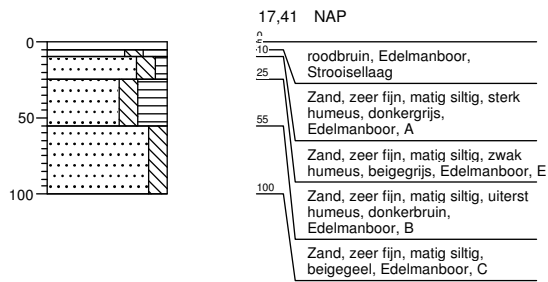 17,41 NAP
0
0
10
25
50
55
100
100
roodbruin, Edelmanboor,
Strooisellaag
Zand, zeer fijn, matig siltig, sterk
humeus, donkergrijs,
Edelmanboor, A
Zand, zeer fijn, matig siltig, zwak
humeus, beigegrijs, Edelmanboor, E
Zand, zeer fijn, matig siltig, uiterst
humeus, donkerbruin,
Edelmanboor, B
Zand, zeer fijn, matig siltig,
beigegeel, Edelmanboor, C